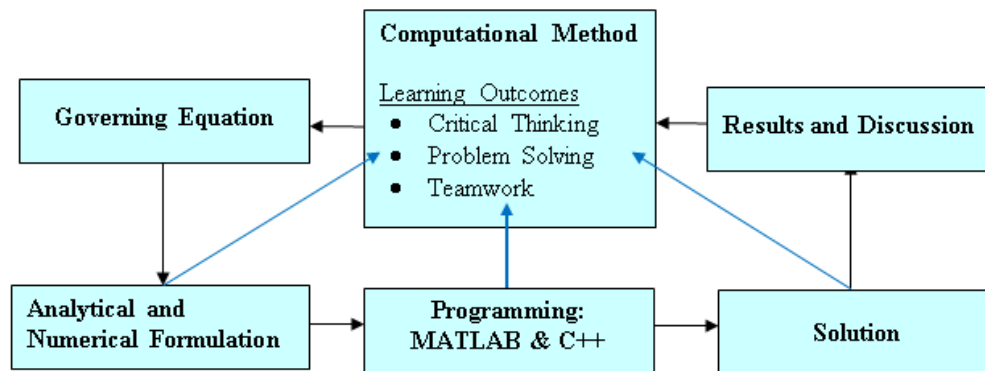 Computational Method
Learning Outcomes
● Critical Thinking
● Problem Solving
● Teamwork
Governing Equation
Results and Discussion
Analytical and
Numerical Formulation
Programming:
MATLAB & C++
Solution